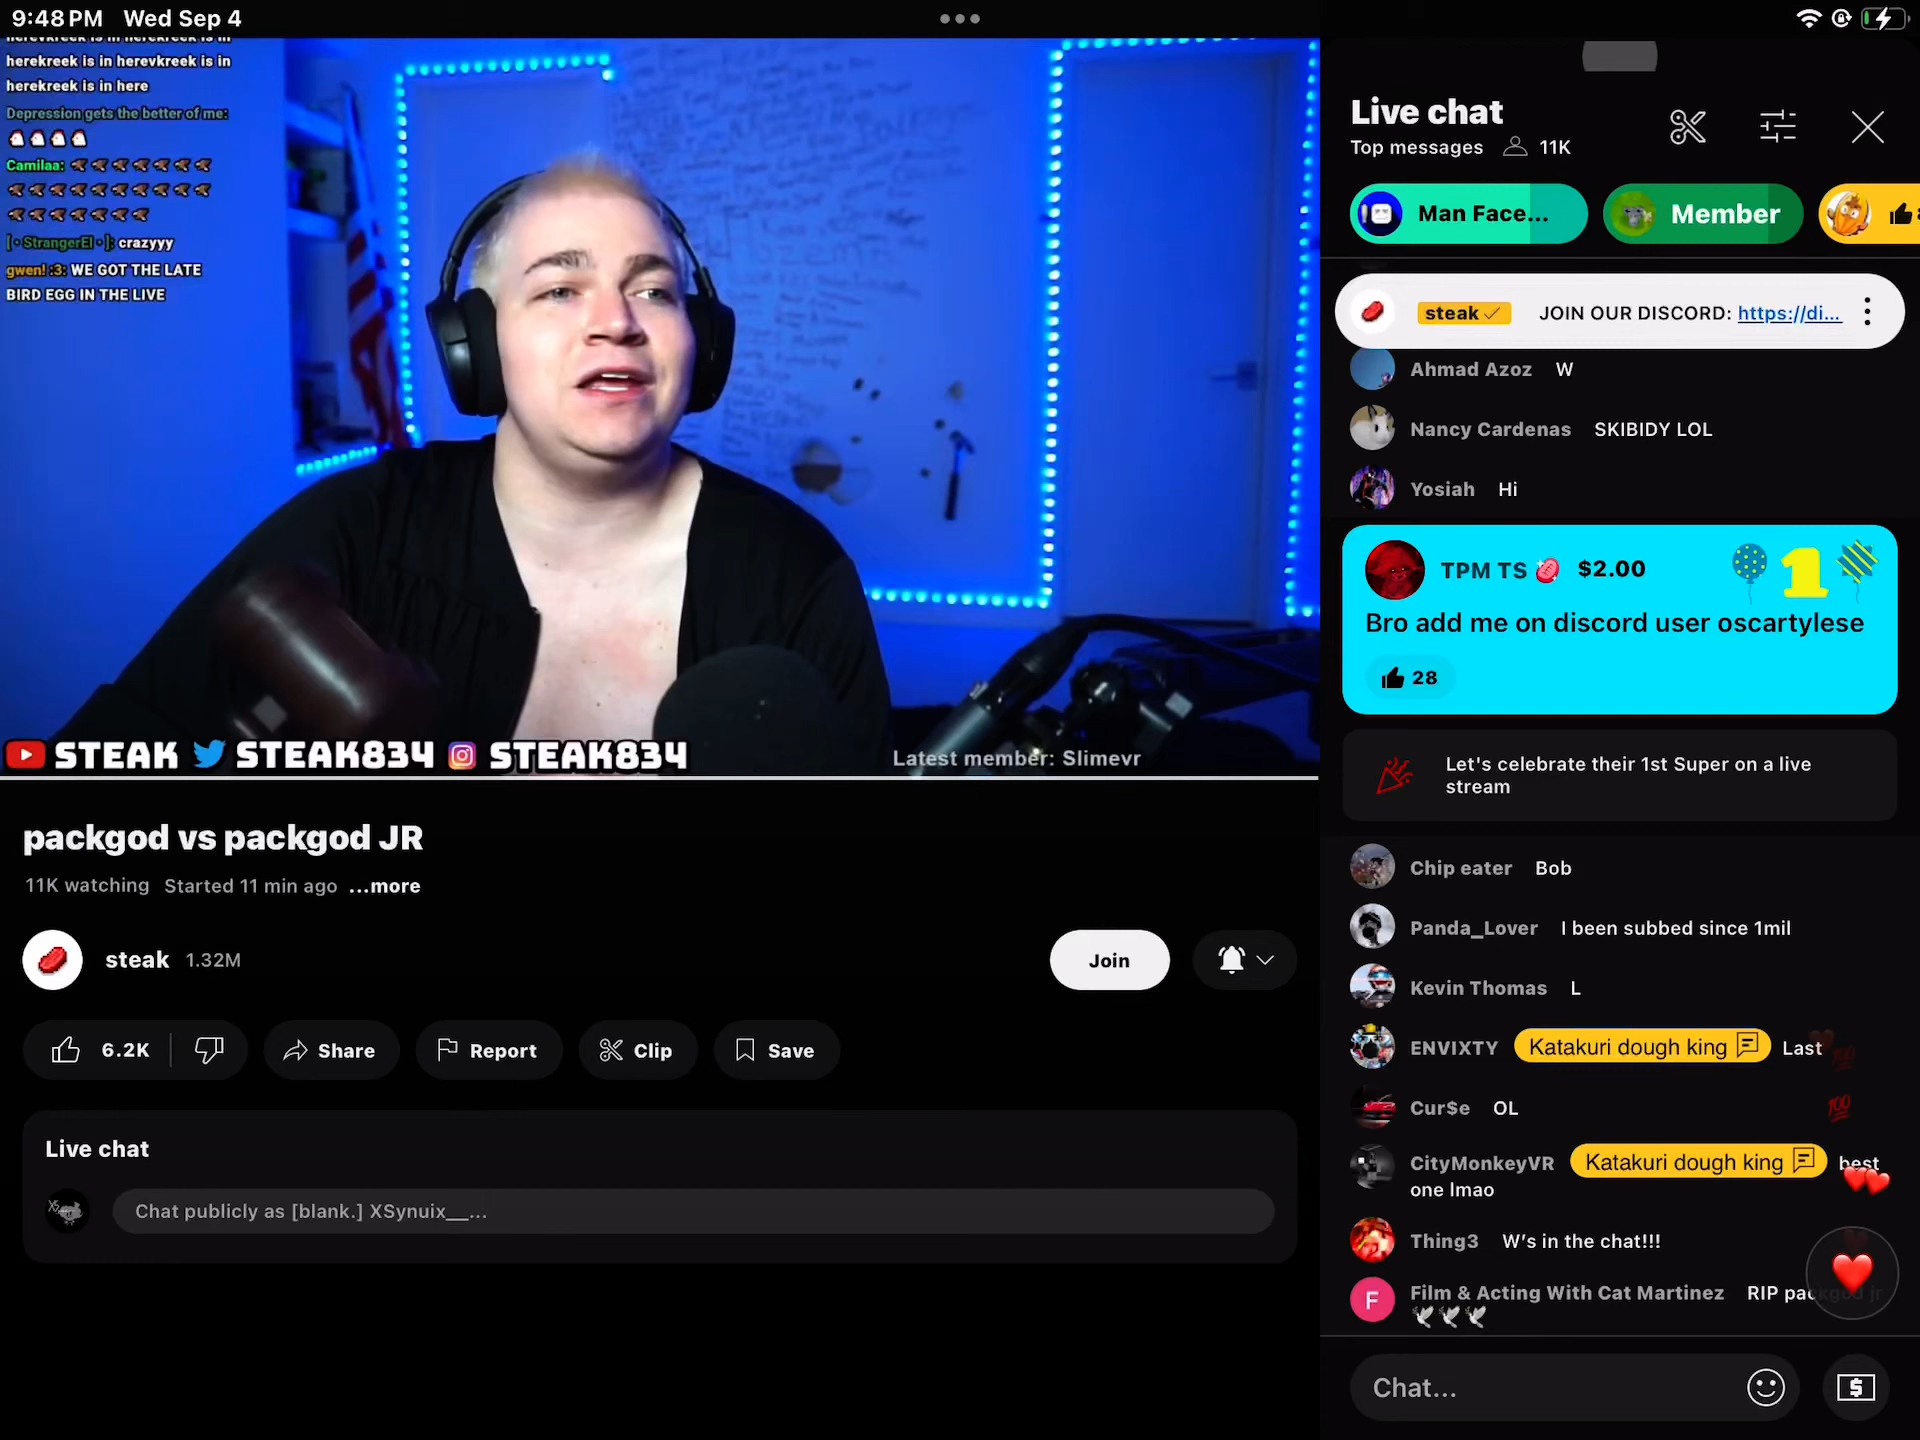 9:48 PM Wed Sep 4
herekreek is in herevkreek is in
herekreek is in here
Depression gets the better of me:
Camilaa:
[•StrangerEl•]: crazyyy
gwen! :3: WE GOT THE LATE
BIRD EGG IN THE LIVE
STEAK STEAK834 STEAK834
Latest member: Slimevr
packgod vs packgod JR
11K watching Started 11 min ago ...more
steak 1.32M
Join
6.2K
Share
Report
Clip
Save
Live chat
Chat publicly as [blank.] XSynuix__...
Live chat
Top messages 11K
Man Face...
Member
steak JOIN OUR DISCORD: https://di...
Ahmad Azoz W
Nancy Cardenas SKIBIDY LOL
Yosiah Hi
TPM TS $2.00
1
Bro add me on discord user oscartylese
28
Let's celebrate their 1st Super on a live
stream
Chip eater Bob
Panda_Lover I been subbed since 1mil
Kevin Thomas L
ENVIXTY Katakuri dough king Last
Cur$e OL
CityMonkeyVR Katakuri dough king best
one lmao
Thing3 W's in the chat!!!
F
Film & Acting With Cat Martinez RIP packgod jr
Chat...